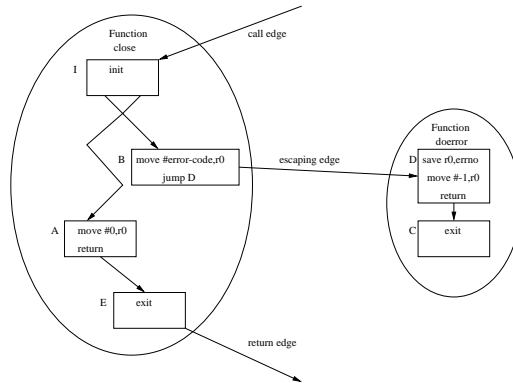 Function
close
call edge
I
init
B
move #error-code,r0
jump D
escaping edge
Function
doerror
D
save r0,errno
move #-1,r0
return
A
move #0,r0
return
C
exit
E
exit
return edge